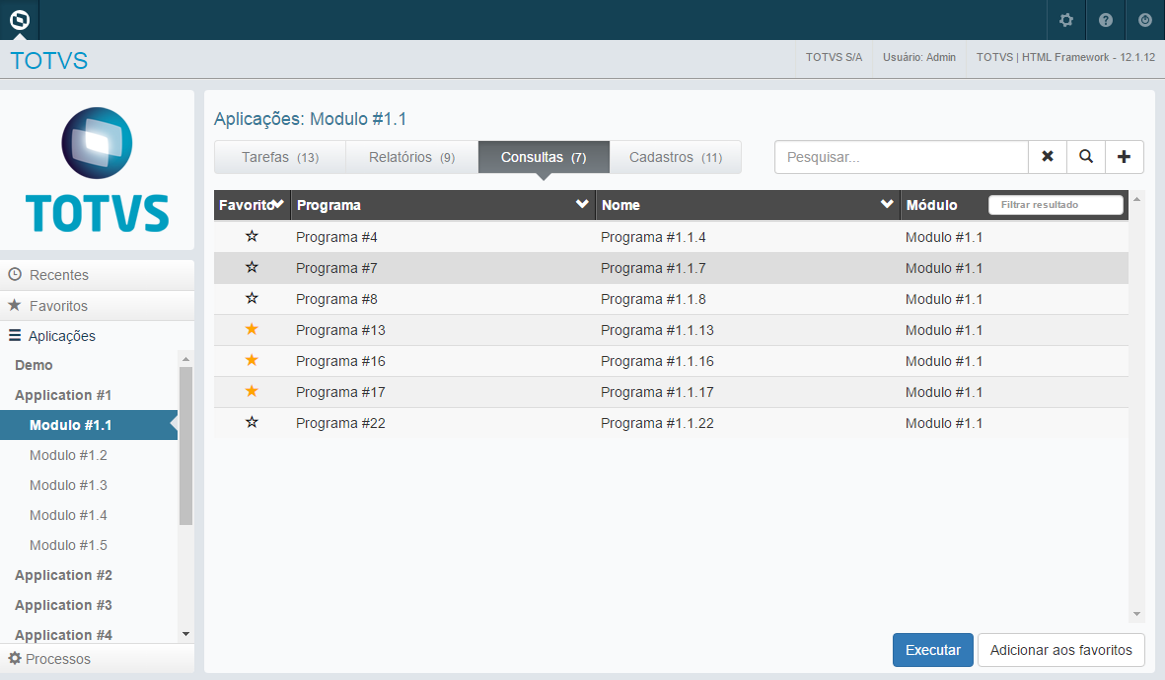 TOTVS
TOTVS S/A
Usuário: Admin
TOTVS | HTML Framework - 12.1.12
TOTVS
Recentes
Favoritos
Aplicações
Demo
Application #1
Modulo #1.1
Modulo #1.2
Modulo #1.3
Modulo #1.4
Modulo #1.5
Application #2
Application #3
Application #4
Processos
Aplicações: Modulo #1.1
Tarefas (13) Relatórios (9) Consultas (7) Cadastros (11)
Pesquisar...
Favorito Programa Nome Módulo Filtrar resultado
Programa #4 Programa #1.1.4 Modulo #1.1
Programa #7 Programa #1.1.7 Modulo #1.1
Programa #8 Programa #1.1.8 Modulo #1.1
Programa #13 Programa #1.1.13 Modulo #1.1
Programa #16 Programa #1.1.16 Modulo #1.1
Programa #17 Programa #1.1.17 Modulo #1.1
Programa #22 Programa #1.1.22 Modulo #1.1
Executar Adicionar aos favoritos